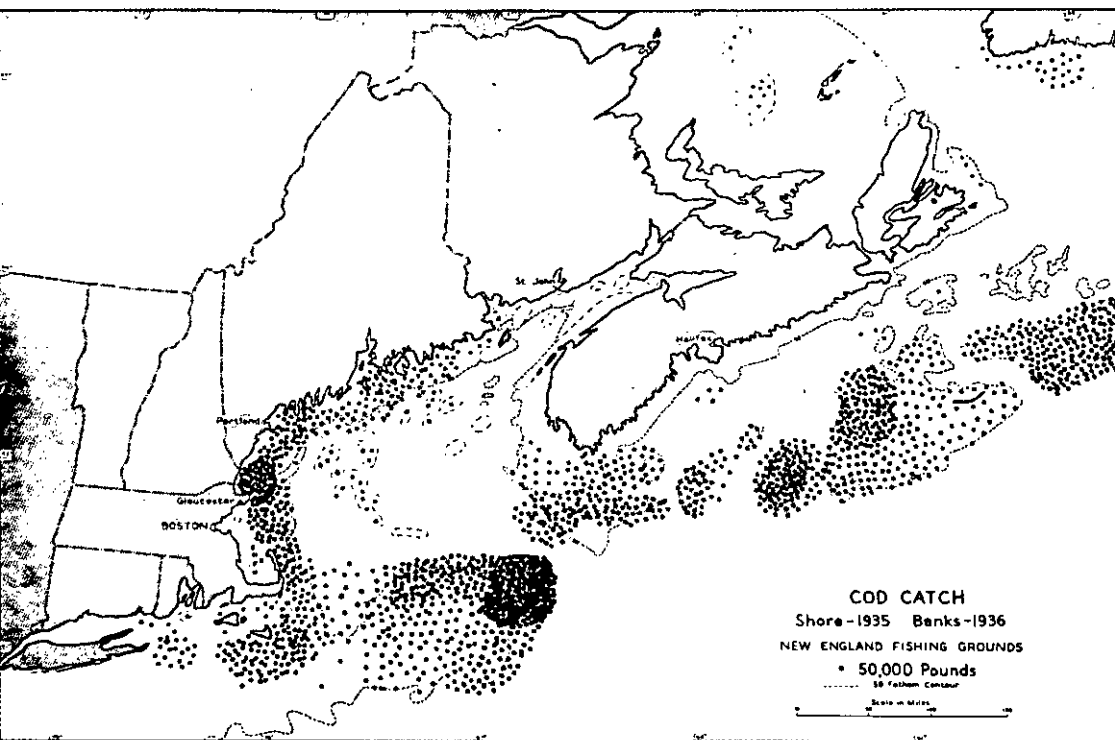 St. John
Halifax
Portland
Gloucester
BOSTON
COD CATCH
Shore-1935 Banks-1936
NEW ENGLAND FISHING GROUNDS
• 50,000 Pounds
50 Fathom Contour
Scale in Miles